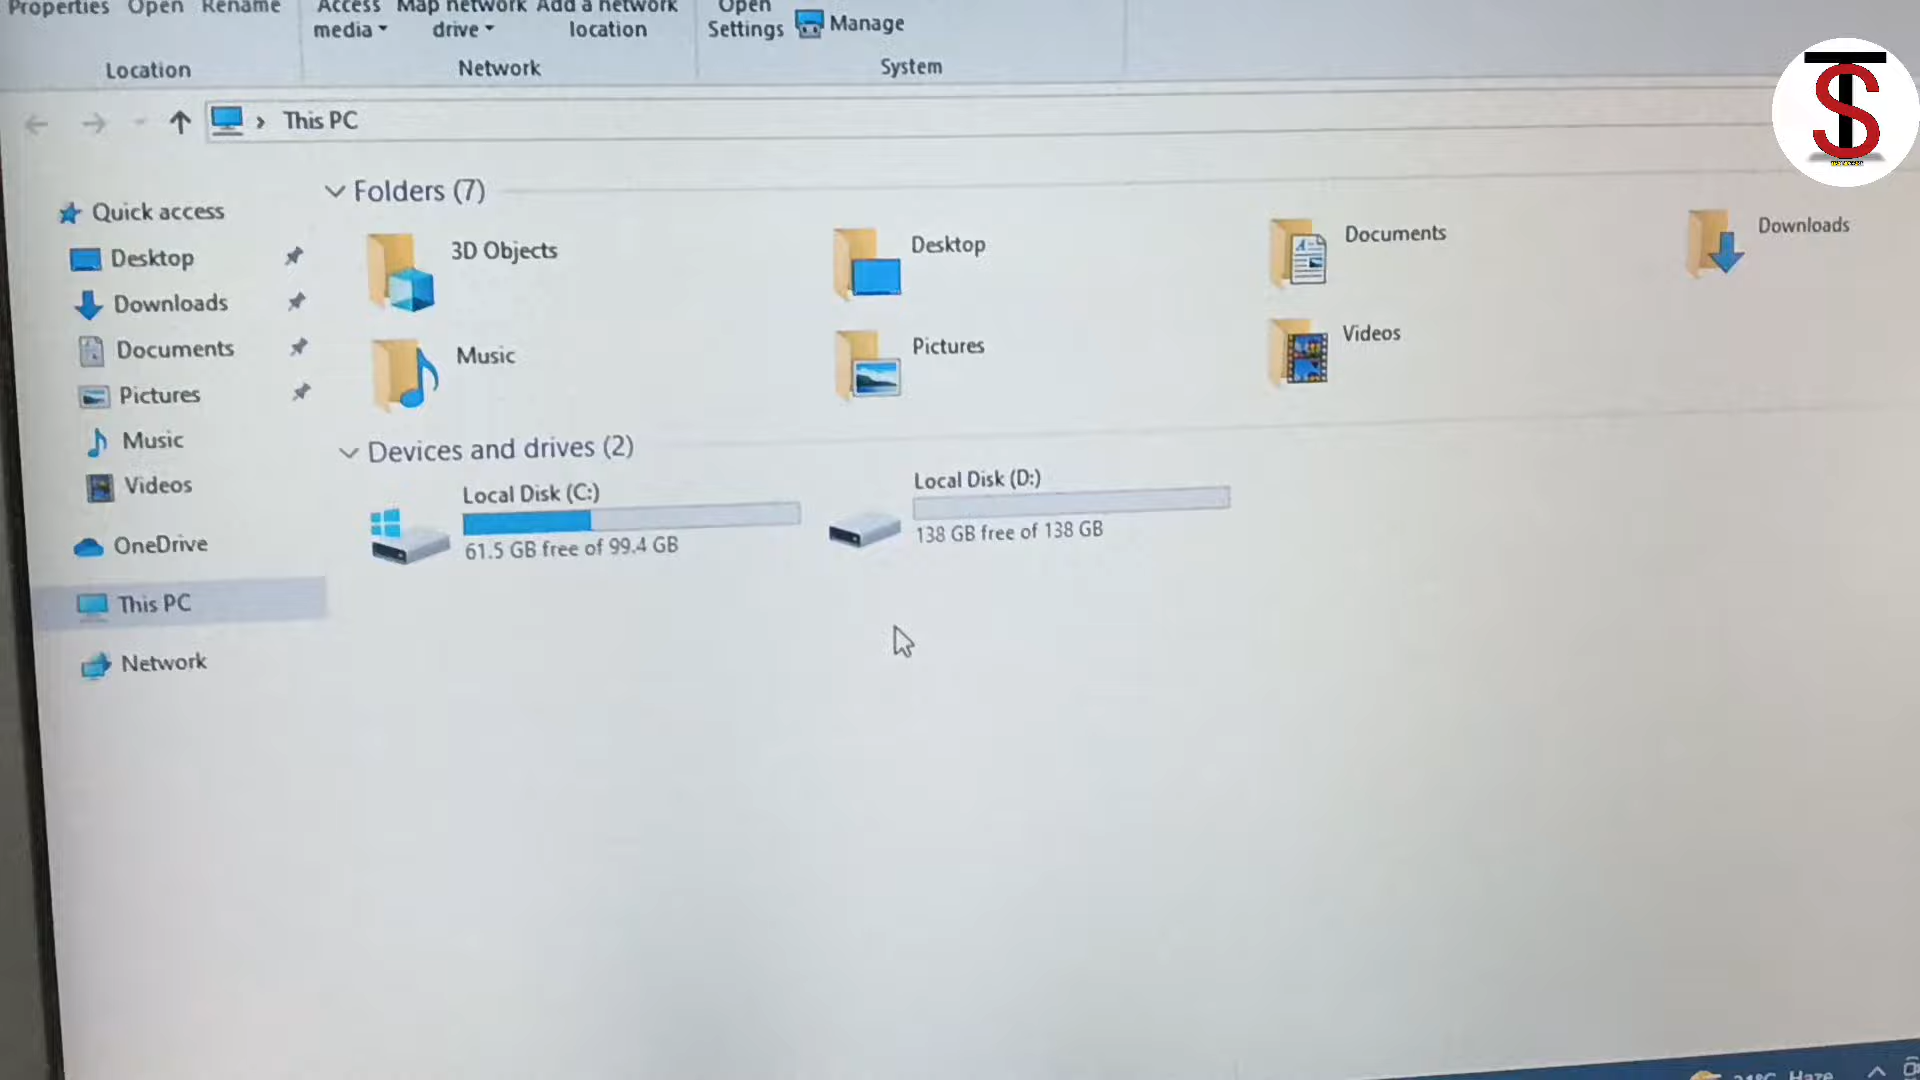 Properties Open Rename
Access media
Map network drive
Add a network location
Open Settings
Manage
Location
Network
System
This PC
Quick access
Desktop
Downloads
Documents
Pictures
Music
Videos
OneDrive
This PC
Network
Folders (7)
3D Objects
Desktop
Documents
Downloads
Music
Pictures
Videos
Devices and drives (2)
Local Disk (C:)
61.5 GB free of 99.4 GB
Local Disk (D:)
138 GB free of 138 GB
Haze
TS